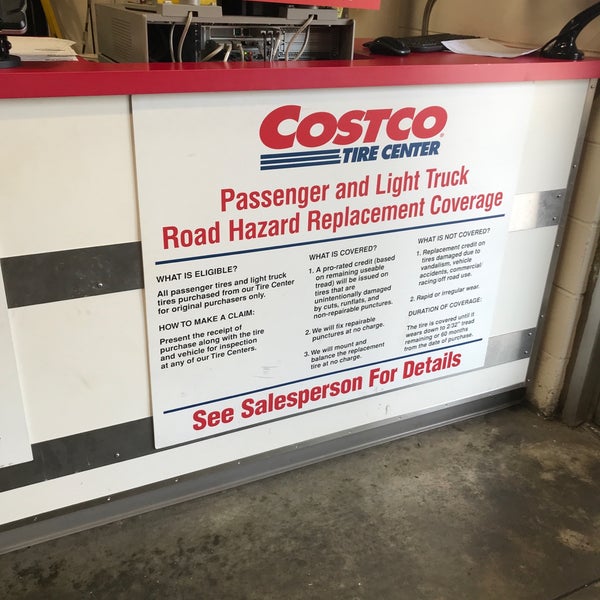 COSTCO
TIRE CENTER
Passenger and Light Truck
Road Hazard Replacement Coverage
WHAT IS ELIGIBLE?
All passenger tires and light truck
tires purchased from our Tire Center
for original purchasers only.
HOW TO MAKE A CLAIM:
Present the receipt of
purchase along with the tire
and vehicle for inspection
at any of our Tire Centers.
WHAT IS COVERED?
1. A pro-rated credit (based
on remaining useable
tread) will be issued on
tires that are
unintentionally damaged
by cuts, runflats, and
non-repairable punctures.
2. We will fix repairable
punctures at no charge.
3. We will mount and
balance the replacement
tire at no charge.
WHAT IS NOT COVERED?
1. Replacement credit on
tires damaged due to
vandalism, vehicle
accidents, commercial
racing off road use.
2. Rapid or irregular wear.
DURATION OF COVERAGE:
The tire is covered until it
wears down to 2/32" tread
remaining or 60 months
from the date of purchase.
See Salesperson For Details